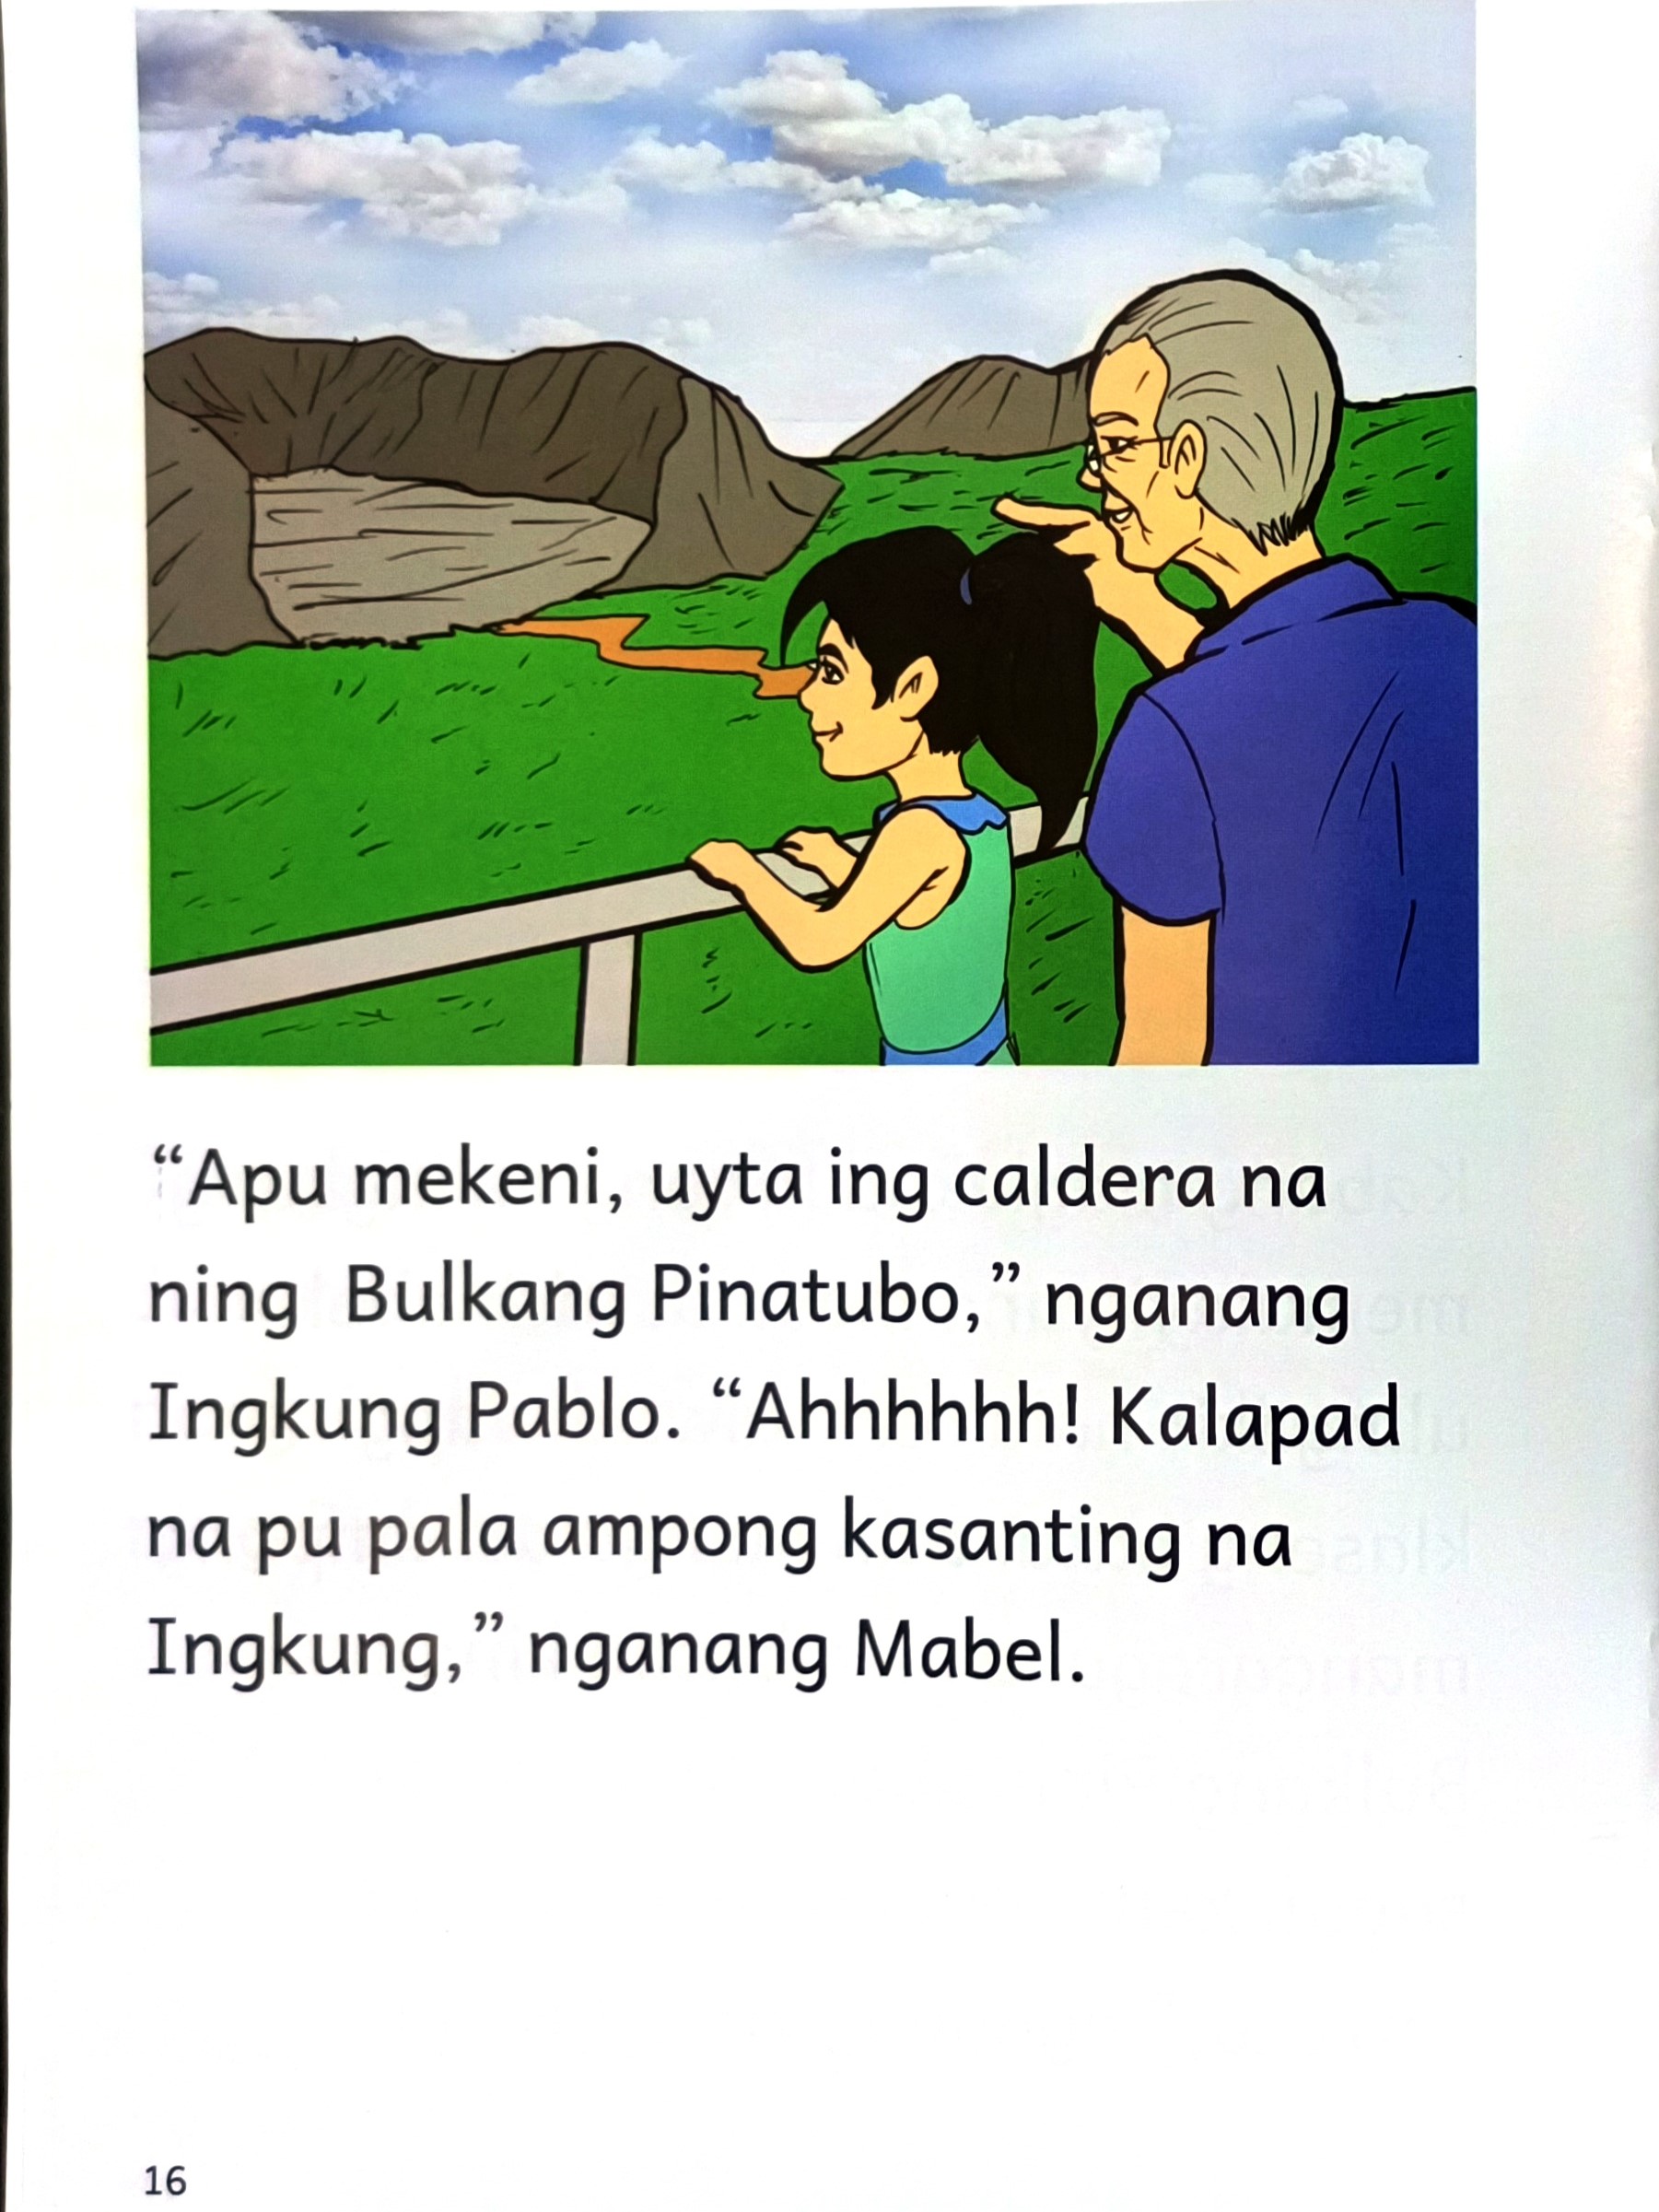 “Apu mekeni, uyta ing caldera na
ning Bulkang Pinatubo,” nganang
Ingkung Pablo. “Ahhhhhh! Kalapad
na pu pala ampong kasanting na
Ingkung,” nganang Mabel.
16